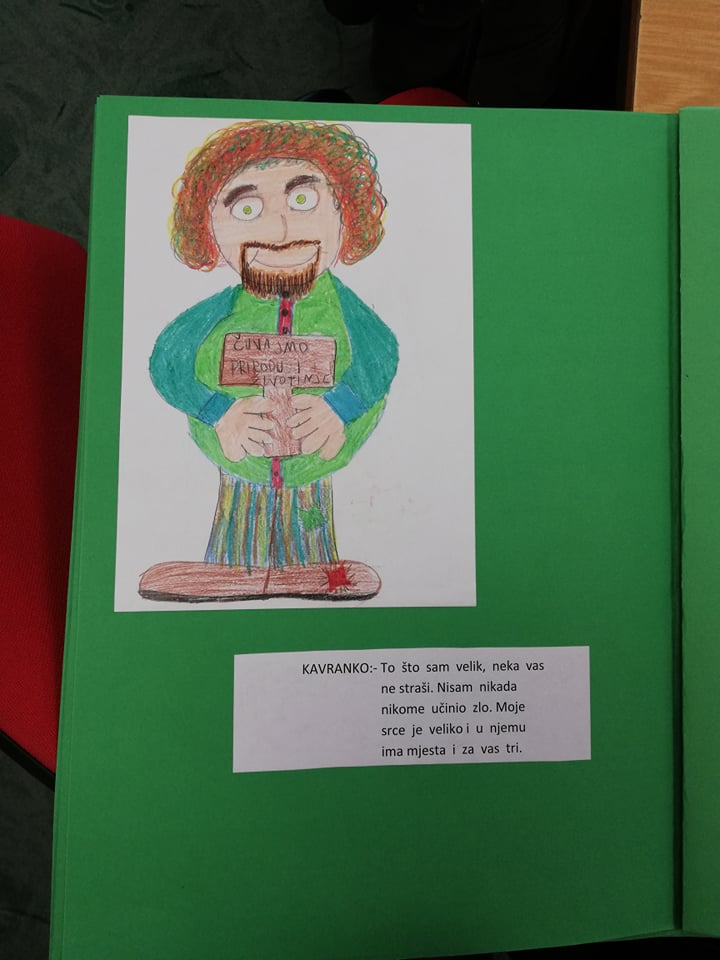 ČUVAJMO
PRIRODU I
ŽIVOTINJE
KAVRANKO:- To što sam velik, neka vas
ne straši. Nisam nikada
nikome učinio zlo. Moje
srce je veliko i u njemu
ima mjesta i za vas tri.